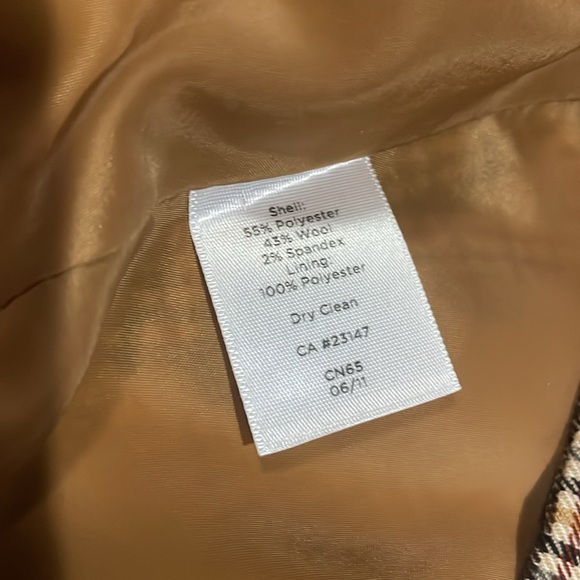 Shell:
55% Polyester
43% Wool
2% Spandex
Lining:
100% Polyester
Dry Clean
CA #23147
CN65
06/11